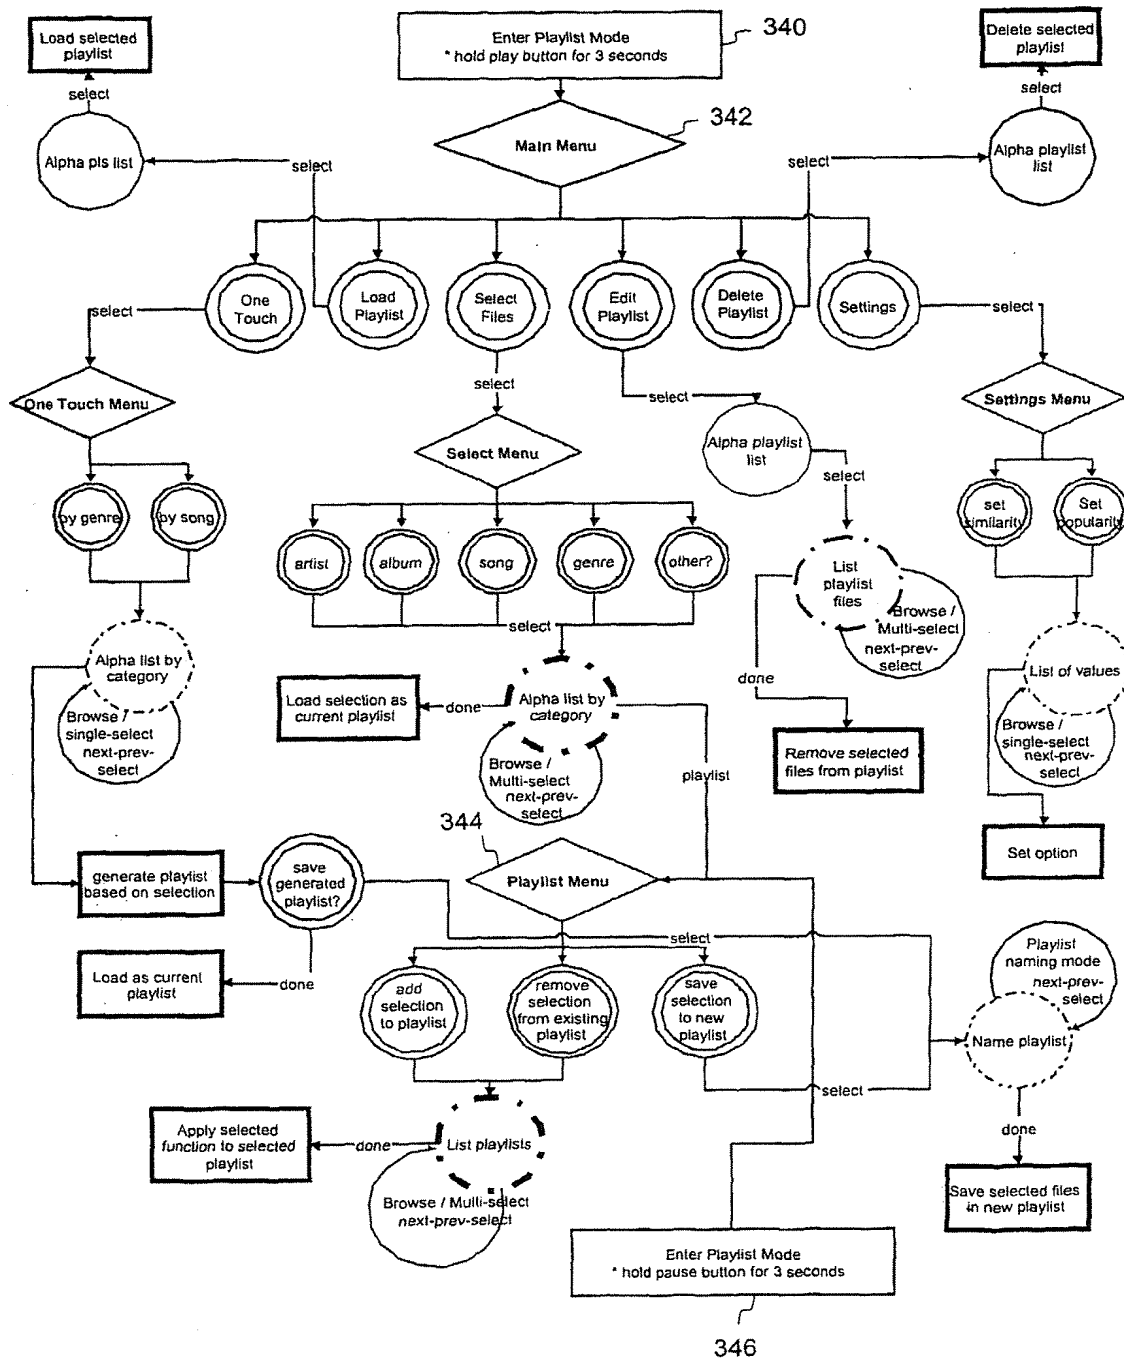 Load selected
playlist
Enter Playlist Mode
* hold play button for 3 seconds
340
Delete selected
playlist
select
select
342
Main Menu
Alpha pls list
select
select
Alpha playlist
list
One
Touch
Load
Playlist
Select
Files
Edit
Playlist
Delete
Playlist
Settings
select
select
select
select
One Touch Menu
Settings Menu
Select Menu
Alpha playlist
list
select
by genre
by song
set
similarity
Set
popularity
artist
album
song
genre
other?
List
playlist
files
Browse /
Multi-select
next-prev-
select
select
Alpha list by
category
Browse /
single-select
next-prev-
select
Load selection as
current playlist
done
Alpha list by
category
Browse /
Multi-select
next-prev-
select
playlist
done
Remove selected
files from playlist
List of values
Browse /
single-select
next-prev-
select
Set option
344
generate playlist
based on selection
save
generated
playlist?
Playlist Menu
select
Load as current
playlist
done
add
selection
to playlist
remove
selection
from existing
playlist
save
selection
to new
playlist
Playlist
naming mode
next-prev-
select
Name playlist
select
done
Apply selected
function to selected
playlist
done
List playlists
Browse / Multi-select
next-prev-select
Save selected files
in new playlist
Enter Playlist Mode
* hold pause button for 3 seconds
346